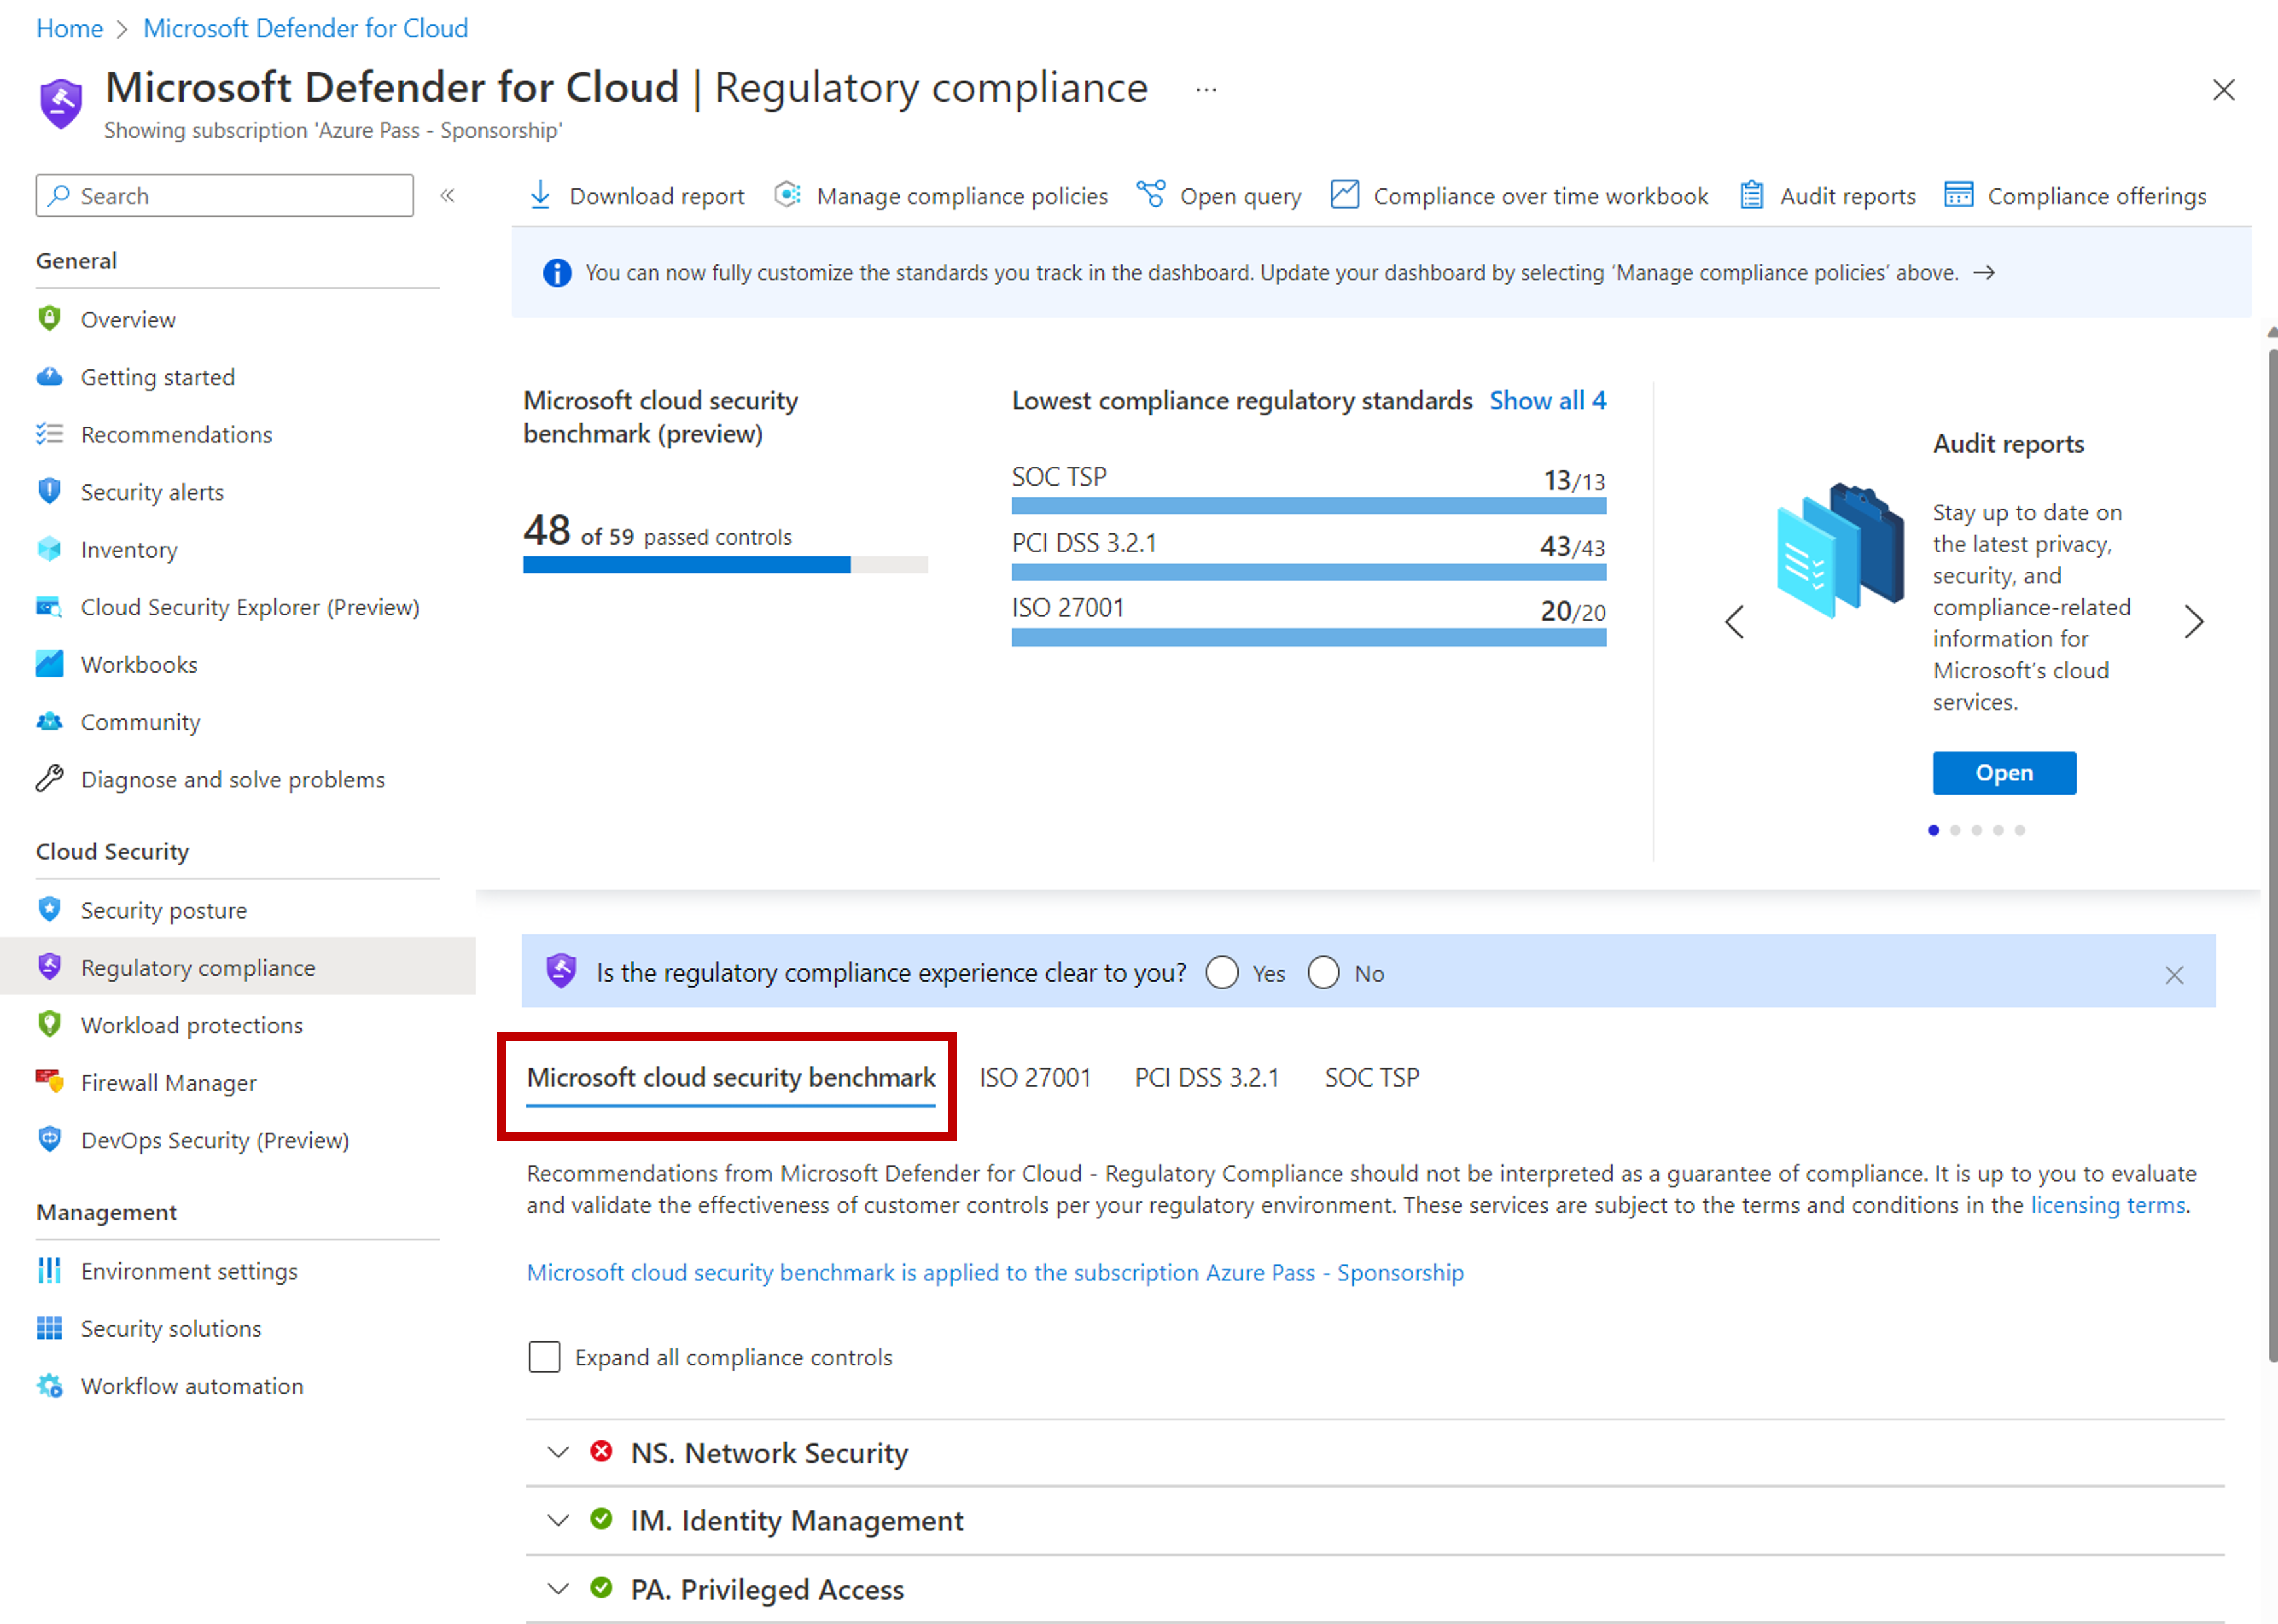 Home > Microsoft Defender for Cloud
Microsoft Defender for Cloud | Regulatory compliance ...
Showing subscription 'Azure Pass - Sponsorship'
Search
«
Download report
Manage compliance policies
Open query
Compliance over time workbook
Audit reports
Compliance offerings
You can now fully customize the standards you track in the dashboard. Update your dashboard by selecting ‘Manage compliance policies’ above. →
General
Overview
Getting started
Recommendations
Security alerts
Inventory
Cloud Security Explorer (Preview)
Workbooks
Community
Diagnose and solve problems
Cloud Security
Security posture
Regulatory compliance
Workload protections
Firewall Manager
DevOps Security (Preview)
Management
Environment settings
Security solutions
Workflow automation
Microsoft cloud security
benchmark (preview)
48 of 59 passed controls
Lowest compliance regulatory standards Show all 4
SOC TSP 13/13
PCI DSS 3.2.1 43/43
ISO 27001 20/20
Audit reports
Stay up to date on
the latest privacy,
security, and
compliance-related
information for
Microsoft’s cloud
services.
Open
Is the regulatory compliance experience clear to you? Yes No
Microsoft cloud security benchmark ISO 27001 PCI DSS 3.2.1 SOC TSP
Recommendations from Microsoft Defender for Cloud - Regulatory Compliance should not be interpreted as a guarantee of compliance. It is up to you to evaluate
and validate the effectiveness of customer controls per your regulatory environment. These services are subject to the terms and conditions in the licensing terms.
Microsoft cloud security benchmark is applied to the subscription Azure Pass - Sponsorship
Expand all compliance controls
NS. Network Security
IM. Identity Management
PA. Privileged Access